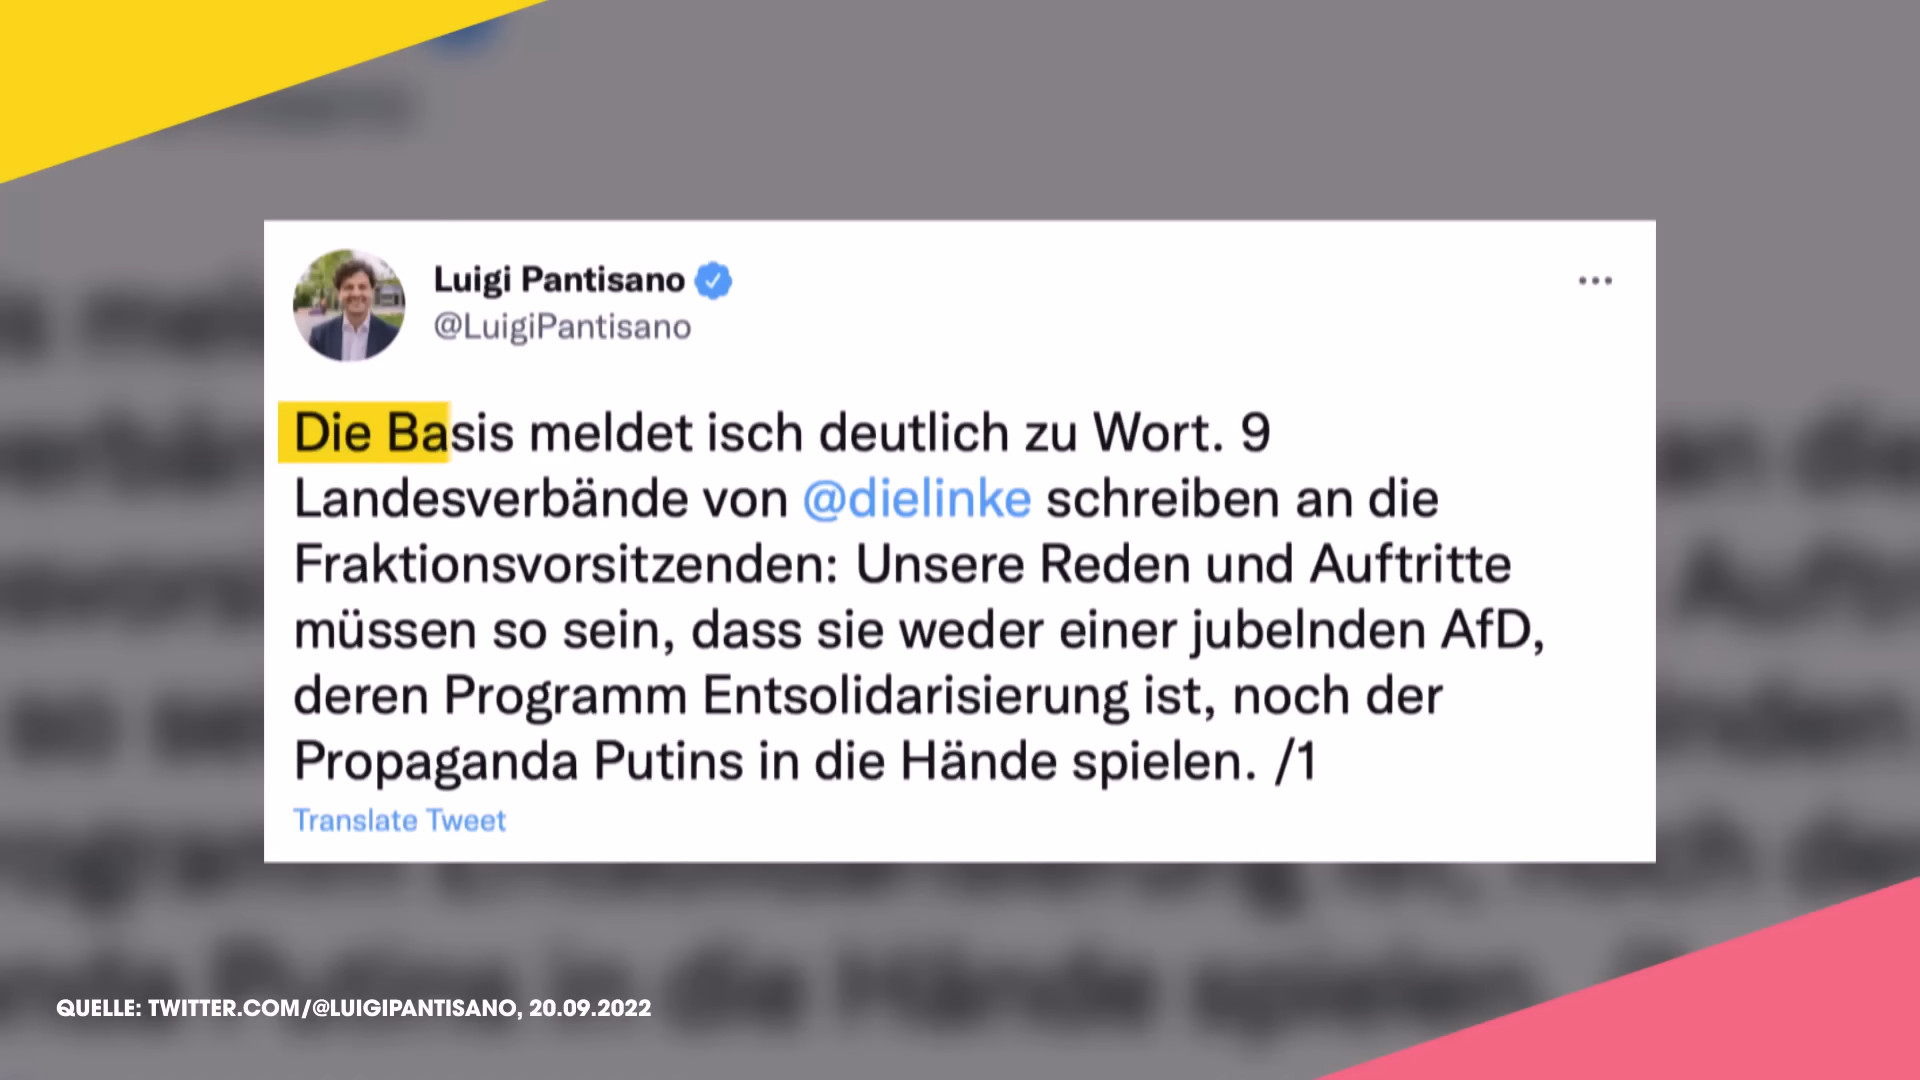 Luigi Pantisano
@LuigiPantisano
Die Basis meldet isch deutlich zu Wort. 9
Landesverbände von @dielinke schreiben an die
Fraktionsvorsitzenden: Unsere Reden und Auftritte
müssen so sein, dass sie weder einer jubelnden AfD,
deren Programm Entsolidarisierung ist, noch der
Propaganda Putins in die Hände spielen. /1
Translate Tweet
QUELLE: TWITTER.COM/@LUIGIPANTISANO, 20.09.2022